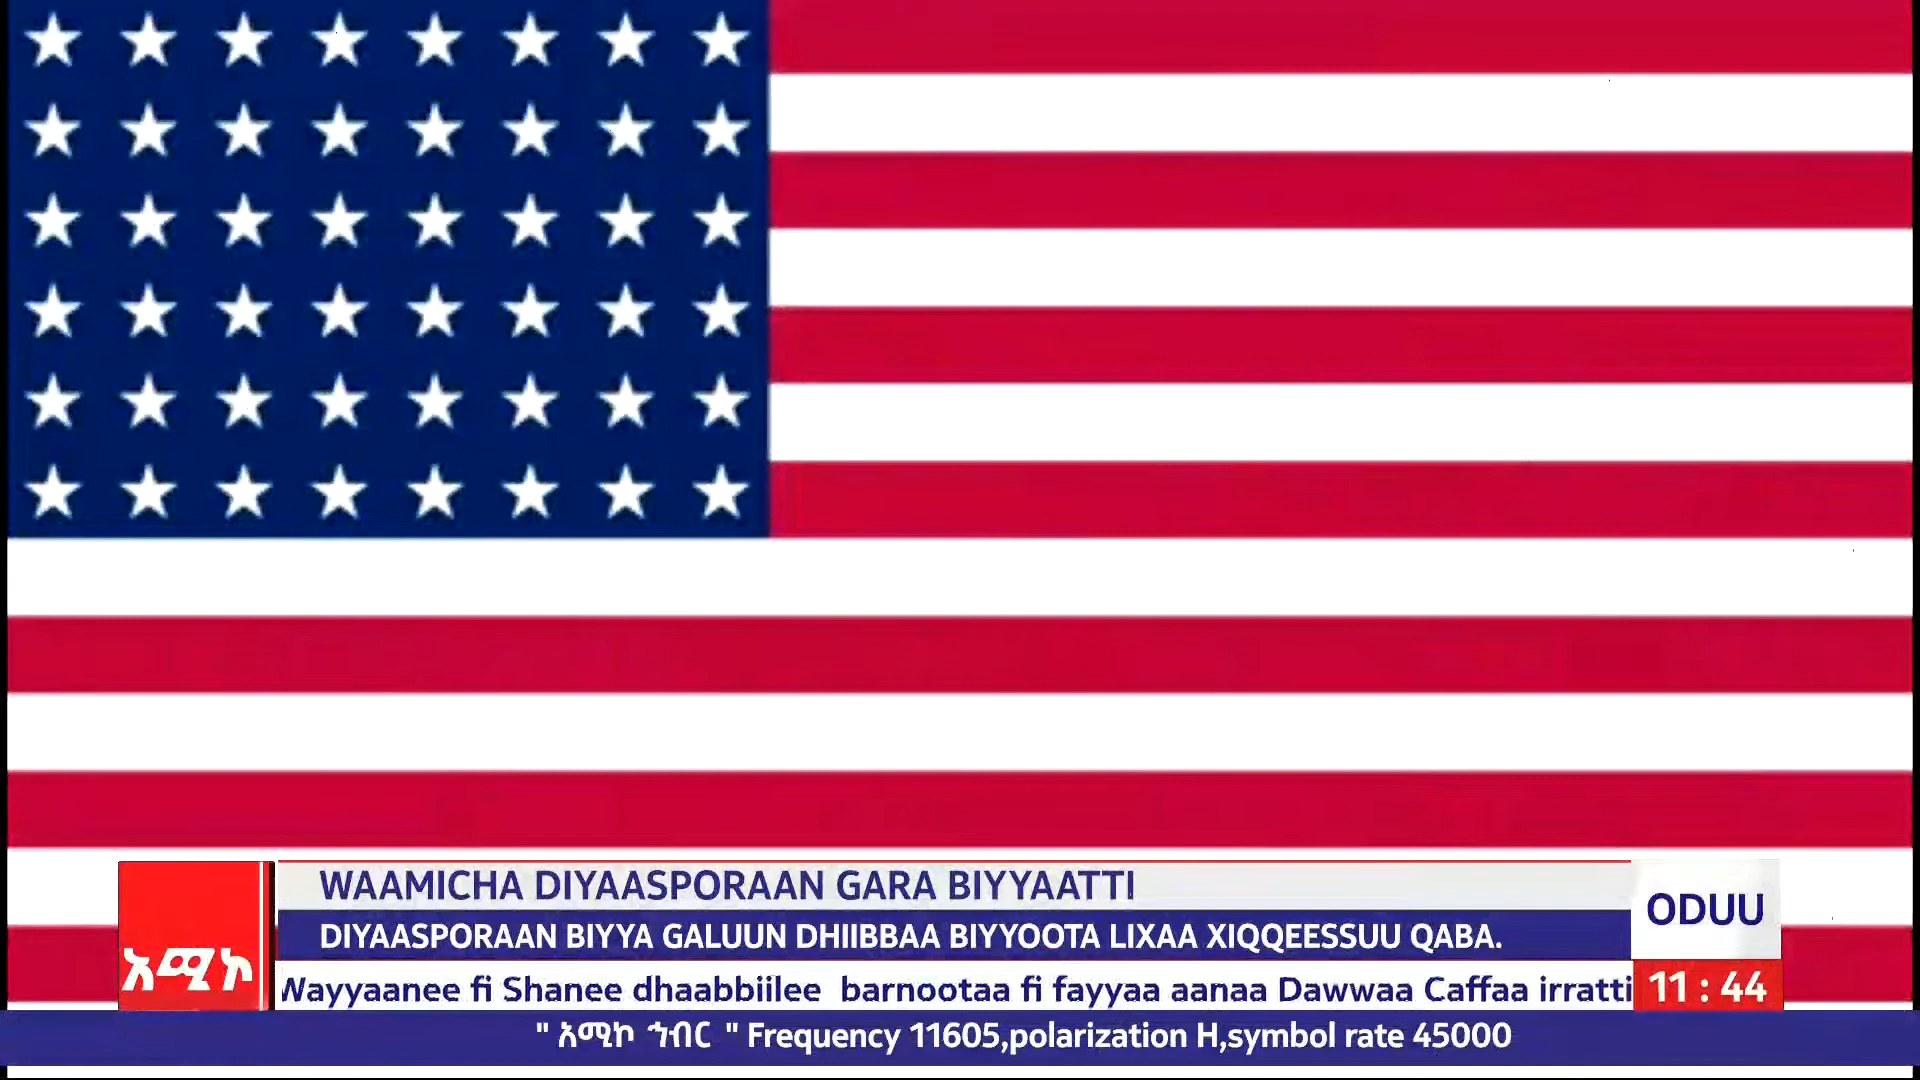 WAAMICHA DIYAASPORAAN GARA BIYYAATTI
ODUU
DIYAASPORAAN BIYYA GALUUN DHIIBBAA BIYYOOTA LIXAA XIQQEESSUU QABA.
አሚኮ
Wayyaanee fi Shanee dhaabbiilee barnootaa fi fayyaa aanaa Dawwaa Caffaa irratti
11 : 44
" አሚኮ ኅብር " Frequency 11605,polarization H,symbol rate 45000